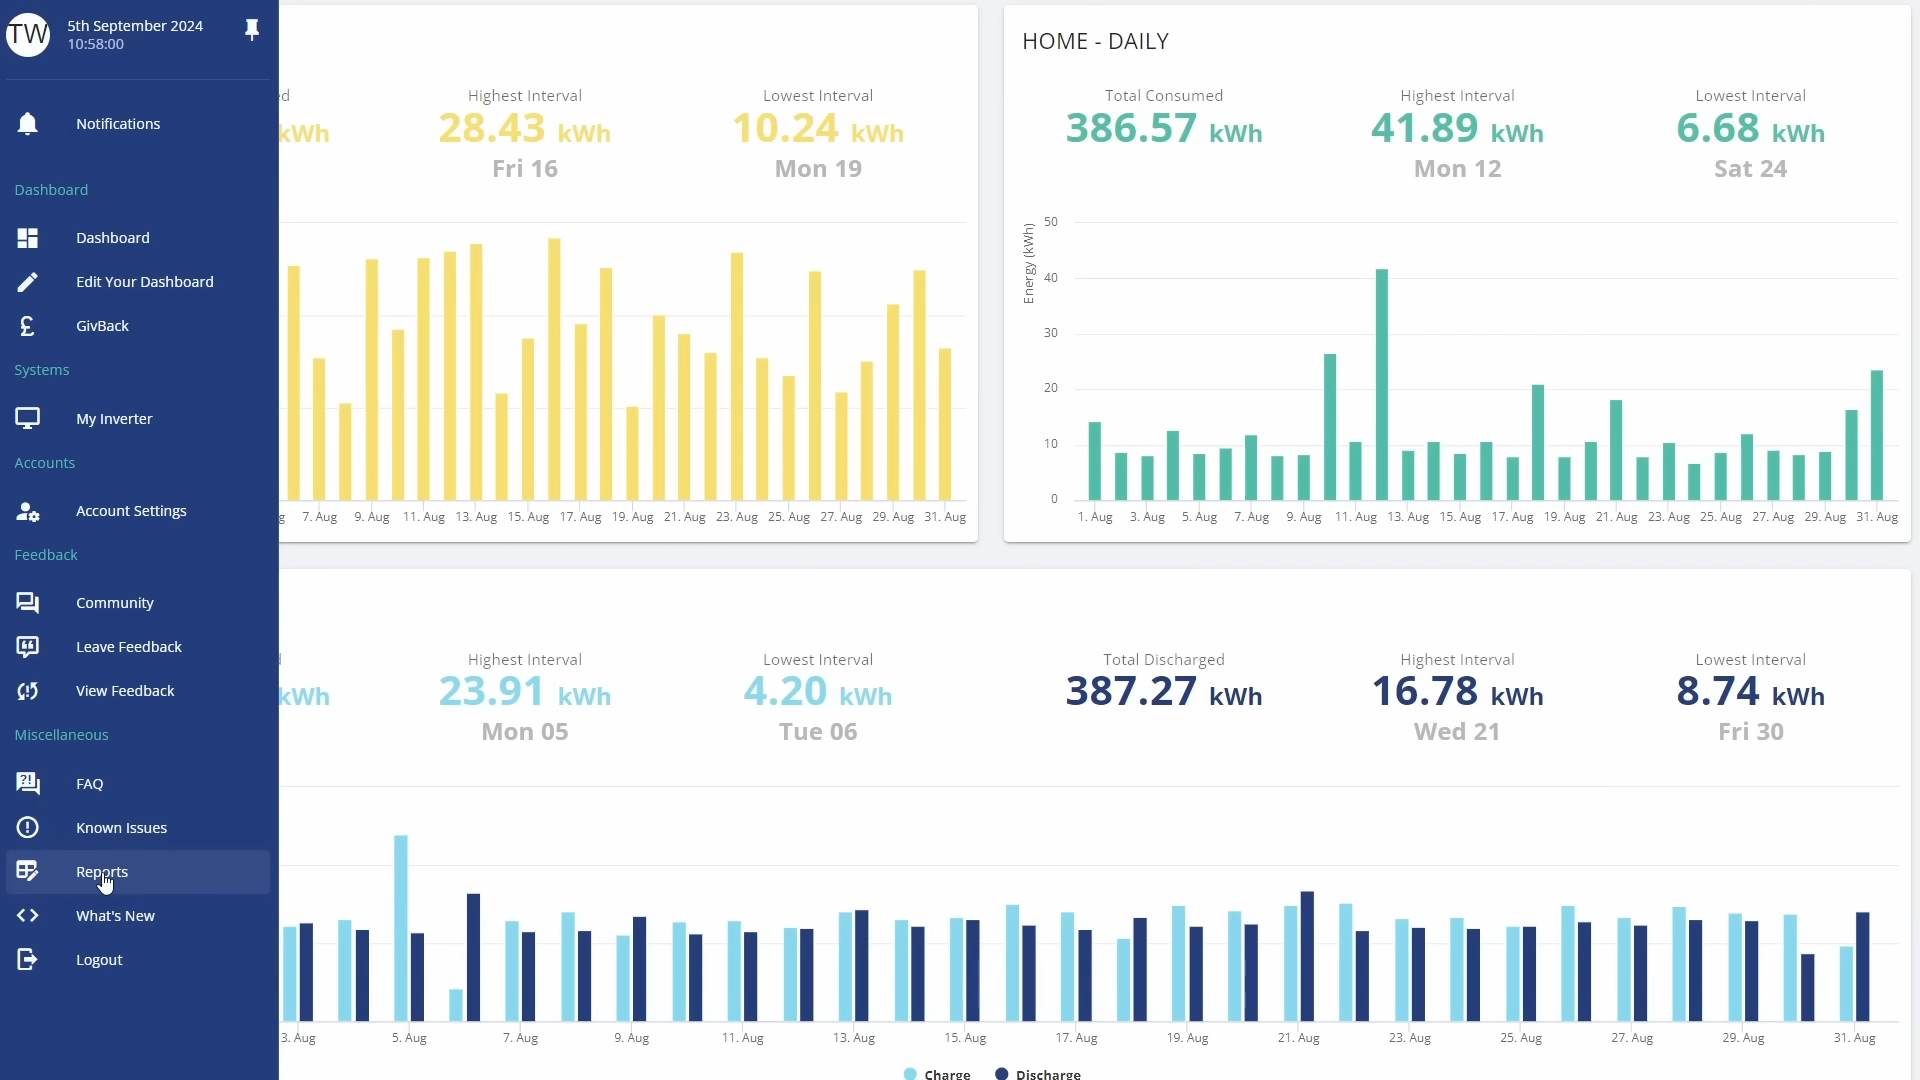 TW
5th September 2024
10:58:00
Notifications
Dashboard
Dashboard
Edit Your Dashboard
GivBack
Systems
My Inverter
Accounts
Account Settings
Feedback
Community
Leave Feedback
View Feedback
Miscellaneous
FAQ
Known Issues
Reports
What's New
Logout
d
kWh
Highest Interval
28.43 kWh
Fri 16
Lowest Interval
10.24 kWh
Mon 19
g 7. Aug 9. Aug 11. Aug 13. Aug 15. Aug 17. Aug 19. Aug 21. Aug 23. Aug 25. Aug 27. Aug 29. Aug 31. Aug
HOME - DAILY
Total Consumed
386.57 kWh
Highest Interval
41.89 kWh
Mon 12
Lowest Interval
6.68 kWh
Sat 24
Energy (kWh)
50
40
30
20
10
0
1. Aug 3. Aug 5. Aug 7. Aug 9. Aug 11. Aug 13. Aug 15. Aug 17. Aug 19. Aug 21. Aug 23. Aug 25. Aug 27. Aug 29. Aug 31. Aug
d
kWh
Highest Interval
23.91 kWh
Mon 05
Lowest Interval
4.20 kWh
Tue 06
Total Discharged
387.27 kWh
Highest Interval
16.78 kWh
Wed 21
Lowest Interval
8.74 kWh
Fri 30
3. Aug 5. Aug 7. Aug 9. Aug 11. Aug 13. Aug 15. Aug 17. Aug 19. Aug 21. Aug 23. Aug 25. Aug 27. Aug 29. Aug 31. Aug
Charge Discharge